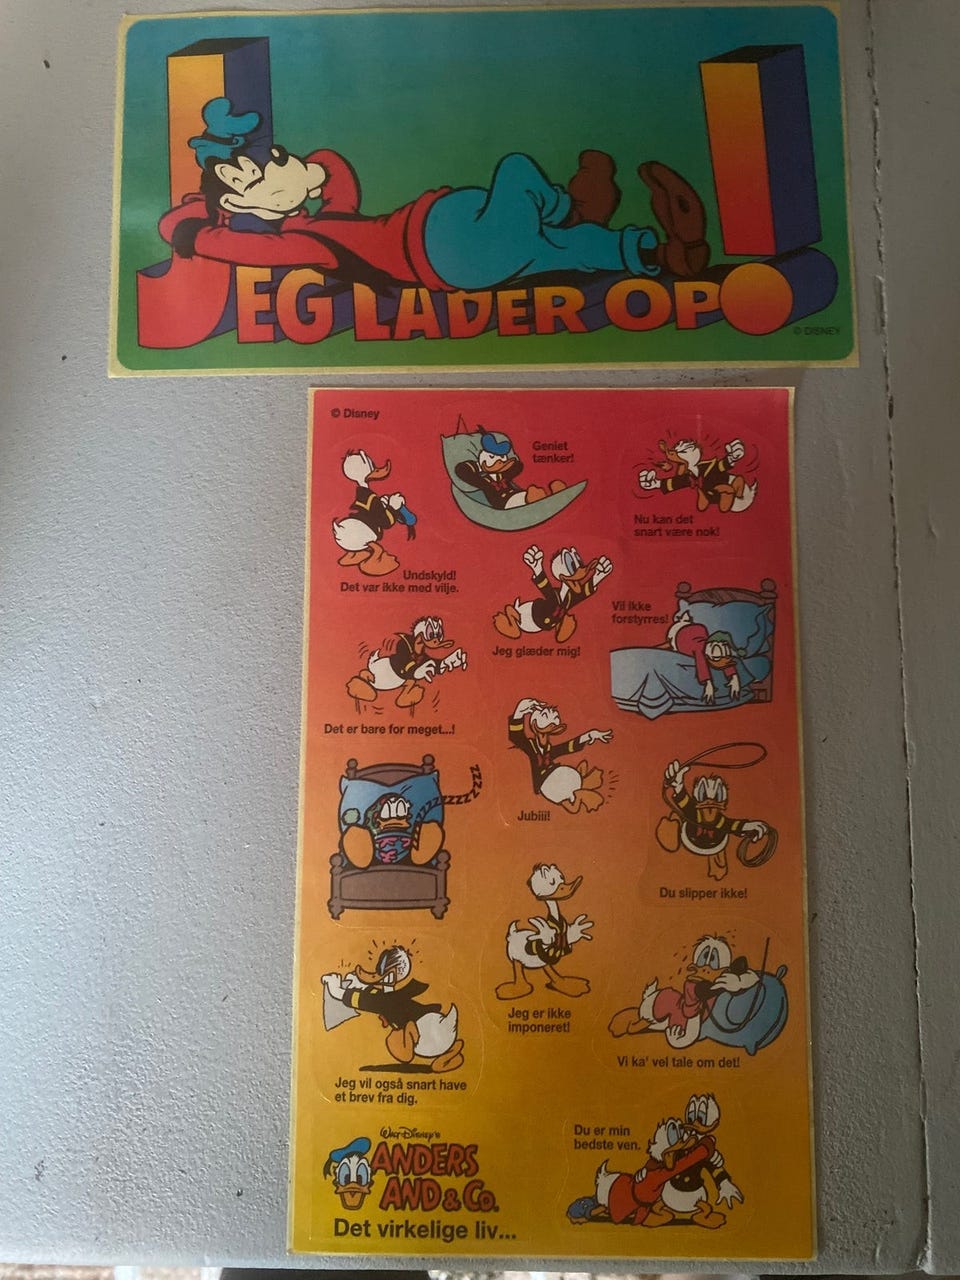 JEG LADER OP!
© DISNEY
© Disney
Geniet
tænker!
Nu kan det
snart være nok!
Undskyld!
Det var ikke med vilje.
Jeg glæder mig!
Vil ikke
forstyrres!
Det er bare for meget...!
Jubiii!
ZZZZZZZZZZZ
Du slipper ikke!
Jeg er ikke
imponeret!
Vi ka' vel tale om det!
Jeg vil også snart have
et brev fra dig.
Du er min
bedste ven.
WALT DISNEY'S
ANDERS
AND & CO.
Det virkelige liv...